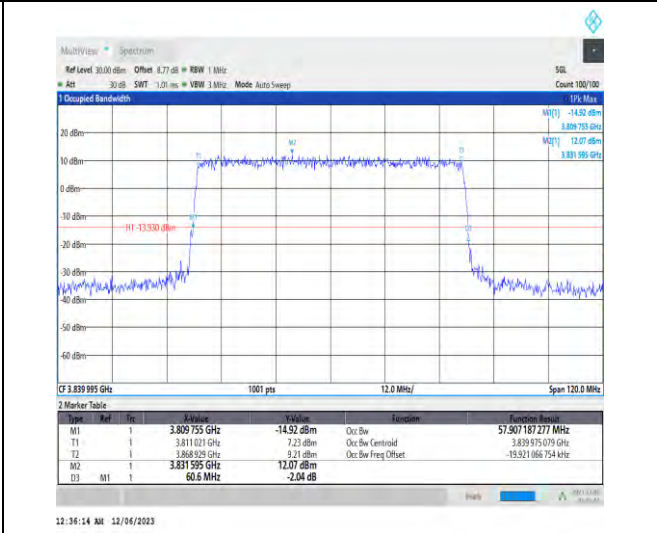 MultiView Spectrum
Ref Level 30.00 dBm Offset 8.77 dB RBW 1 MHz SGL
Att 30 dB SWT 1.01 ms VBW 3 MHz Mode Auto Sweep Count 100/100
1 Occupied Bandwidth 1Pk Max
M1[1] -14.92 dBm
3.809 755 GHz
M2[1] 12.07 dBm
3.831 595 GHz
20 dBm
M2
T1
10 dBm
0 dBm
-10 dBm
H1 -13.930 dBm
-20 dBm
-30 dBm
-40 dBm
-50 dBm
-60 dBm
CF 3.839 995 GHz 1001 pts 12.0 MHz/ Span 120.0 MHz
2 Marker Table
Type Ref Trc X-Value Y-Value Function Function Result
M1 1 3.809 755 GHz -14.92 dBm Occ Bw 57.907 187 277 MHz
T1 1 3.811 021 GHz 7.23 dBm Occ Bw Centroid 3.839 975 079 GHz
T2 1 3.868 929 GHz 9.21 dBm Occ Bw Freq Offset -19.921 066 754 kHz
M2 1 3.831 595 GHz 12.07 dBm
D3 M1 1 60.6 MHz -2.04 dB
12:36:14 AM 12/06/2023